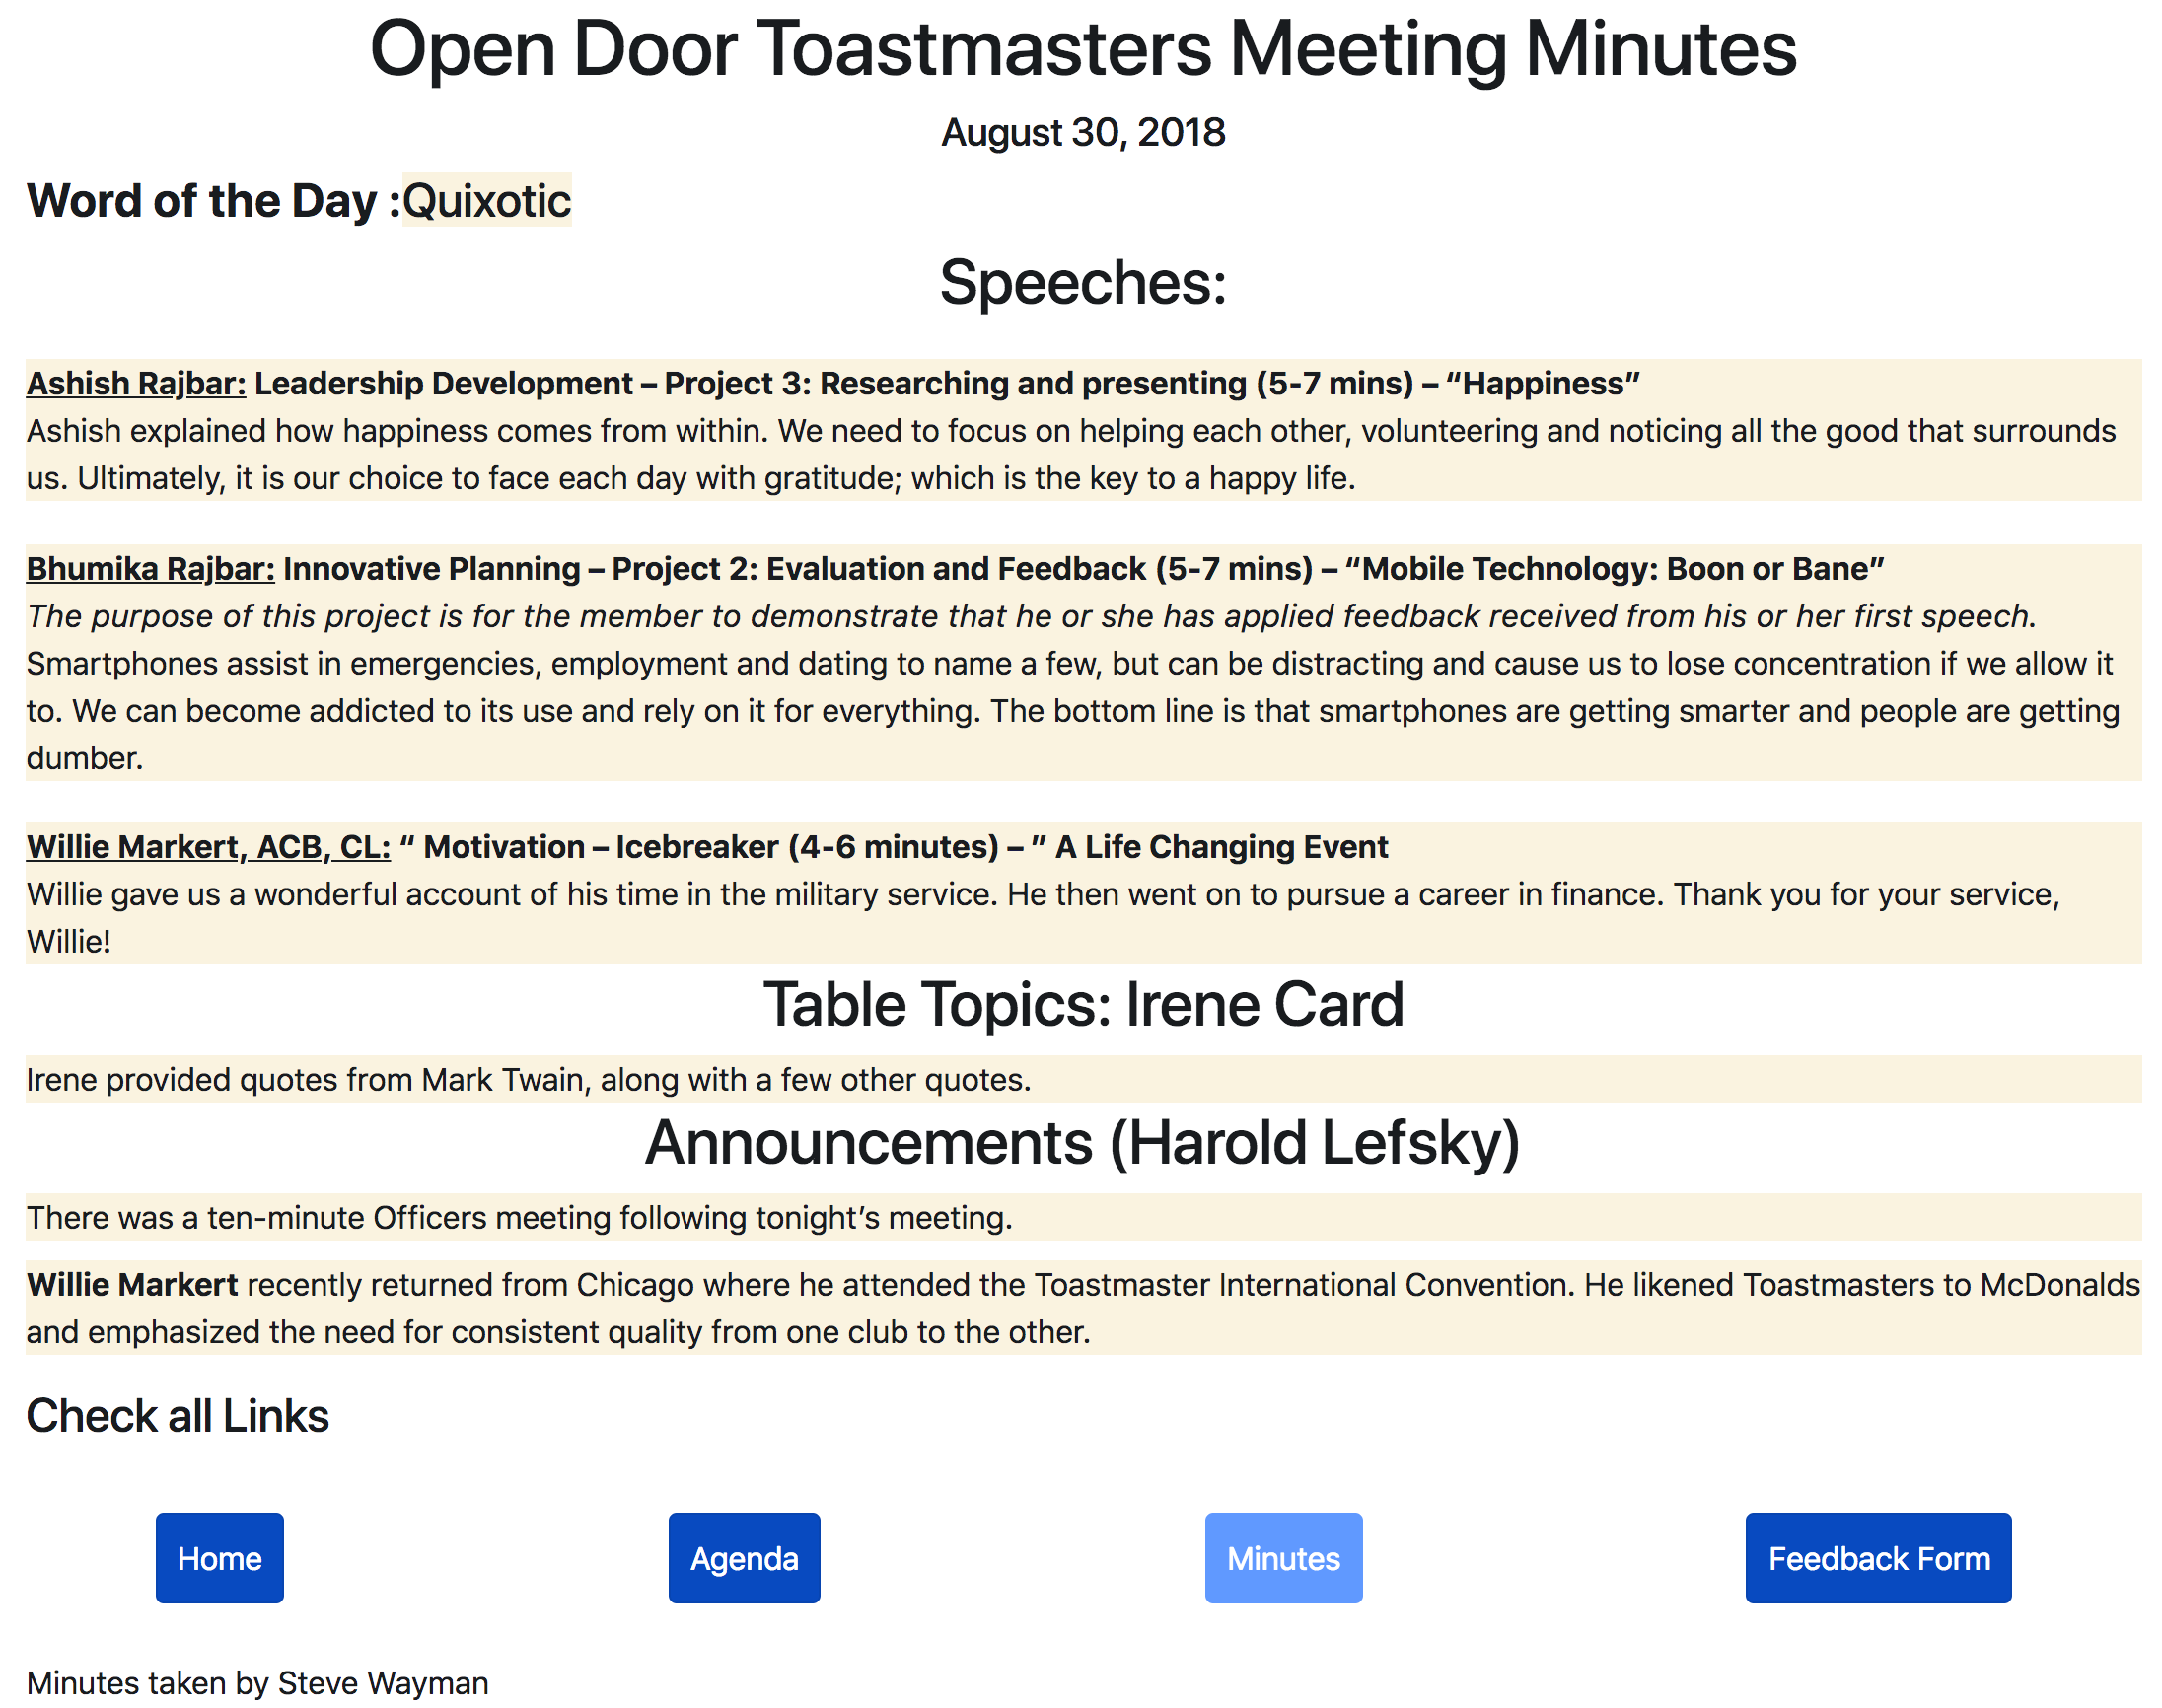 Open Door Toastmasters Meeting Minutes
August 30, 2018
Word of the Day :Quixotic
Speeches:
Ashish Rajbar: Leadership Development – Project 3: Researching and presenting (5-7 mins) – “Happiness”
Ashish explained how happiness comes from within. We need to focus on helping each other, volunteering and noticing all the good that surrounds
us. Ultimately, it is our choice to face each day with gratitude; which is the key to a happy life.
Bhumika Rajbar: Innovative Planning – Project 2: Evaluation and Feedback (5-7 mins) – “Mobile Technology: Boon or Bane”
The purpose of this project is for the member to demonstrate that he or she has applied feedback received from his or her first speech.
Smartphones assist in emergencies, employment and dating to name a few, but can be distracting and cause us to lose concentration if we allow it
to. We can become addicted to its use and rely on it for everything. The bottom line is that smartphones are getting smarter and people are getting
dumber.
Willie Markert, ACB, CL: “ Motivation – Icebreaker (4-6 minutes) – ” A Life Changing Event
Willie gave us a wonderful account of his time in the military service. He then went on to pursue a career in finance. Thank you for your service,
Willie!
Table Topics: Irene Card
Irene provided quotes from Mark Twain, along with a few other quotes.
Announcements (Harold Lefsky)
There was a ten-minute Officers meeting following tonight’s meeting.
Willie Markert recently returned from Chicago where he attended the Toastmaster International Convention. He likened Toastmasters to McDonalds
and emphasized the need for consistent quality from one club to the other.
Check all Links
Home Agenda Minutes Feedback Form
Minutes taken by Steve Wayman